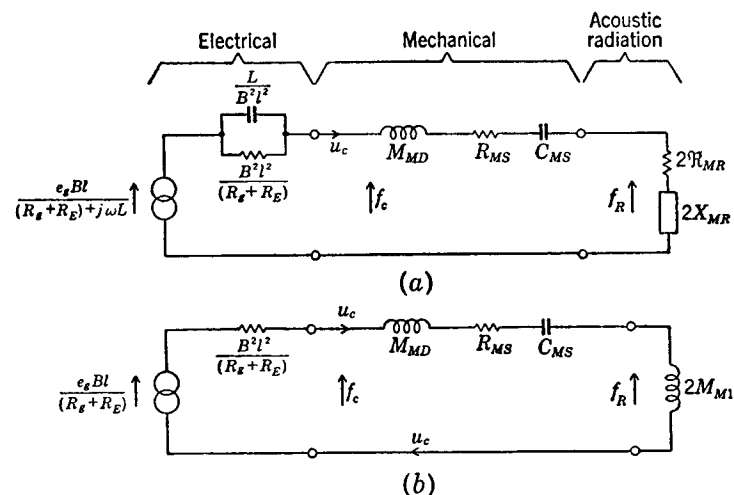 Electrical Mechanical Acoustic radiation
L
B²l²
u_c
M_MD R_MS C_MS
B²l²
(R_g+R_E)
2ℜ_MR
e_gBl
(R_g+R_E)+jωL
f_c
f_R
2X_MR
(a)
u_c
B²l²
(R_g+R_E)
M_MD R_MS C_MS
e_gBl
(R_g+R_E)
f_c
f_R
2M_M1
u_c
(b)